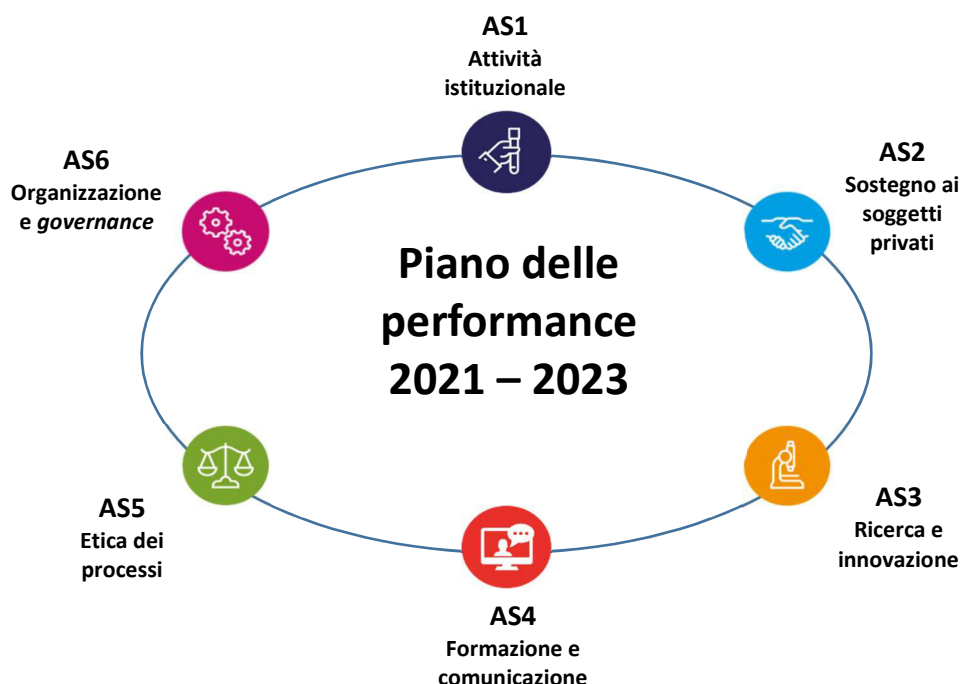 AS1
Attività
istituzionale
AS2
Sostegno ai
soggetti
privati
AS3
Ricerca e
innovazione
AS4
Formazione e
comunicazione
AS5
Etica dei
processi
AS6
Organizzazione
e governance
Piano delle
performance
2021 – 2023